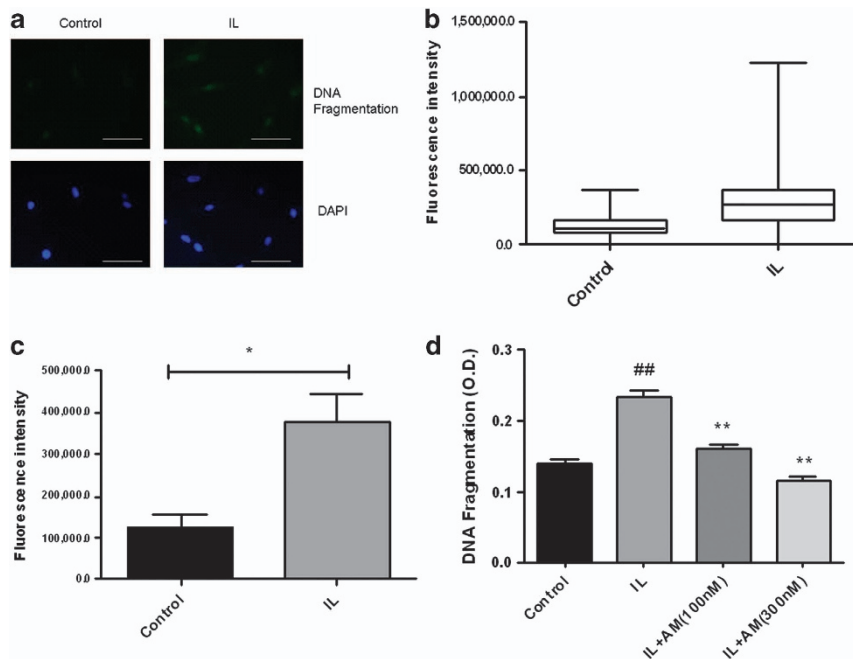 a
Control
IL
DNA
Fragmentation
DAPI
b
Fluorescence intensity
1,500,000.0
1,000,000.0
500,000.0
0.0
Control
IL
c
Fluorescence intensity
500,000.0
400,000.0
300,000.0
200,000.0
100,000.0
0.0
*
Control
IL
d
DNA Fragmentation (O.D.)
0.3
0.2
0.1
0.0
##
**
**
Control
IL
IL+AM(100nM)
IL+AM(300nM)